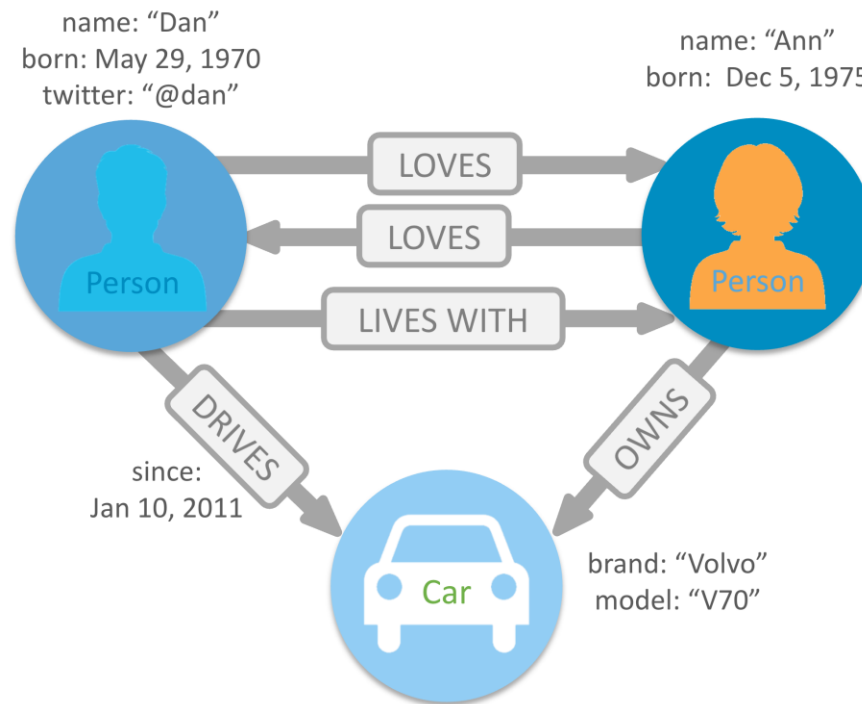 name: “Dan”
born: May 29, 1970
twitter: “@dan”
name: “Ann”
born:  Dec 5, 1975
LOVES
LOVES
Person
Person
LIVES WITH
DRIVES
OWNS
since:
Jan 10, 2011
Car
brand: “Volvo”
model: “V70”